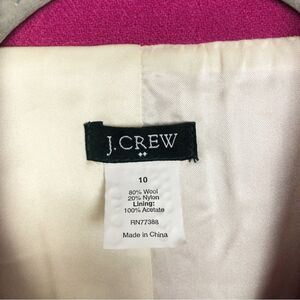 J.CREW
10
80% Wool
20% Nylon
Lining:
100% Acetate
RN77388
Made in China